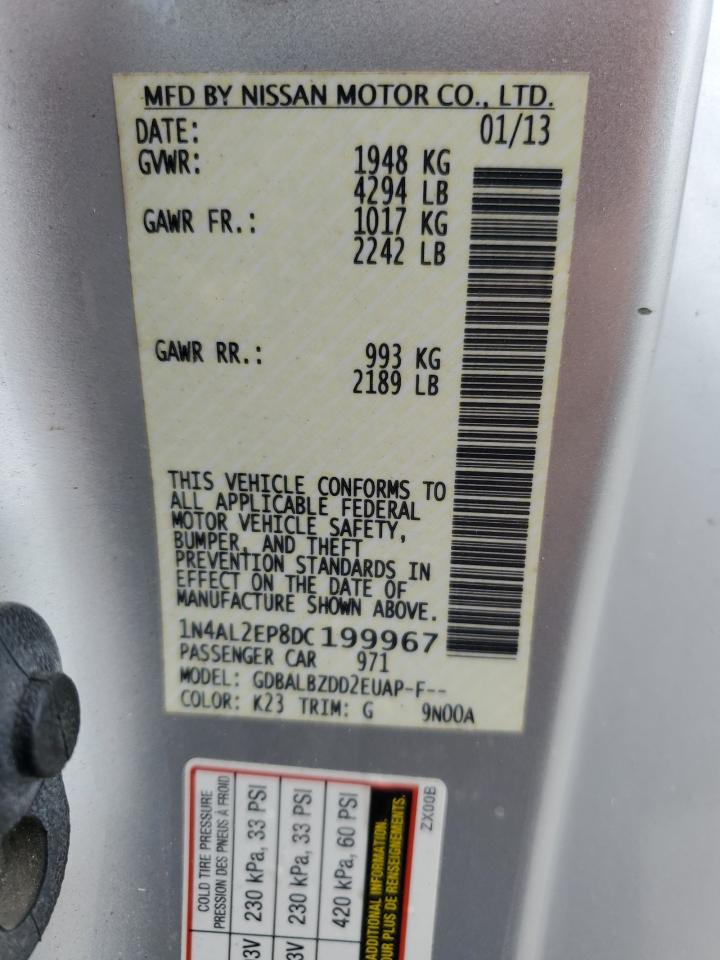 MFD BY NISSAN MOTOR CO., LTD.
DATE: 01/13
GVWR: 1948 KG
4294 LB
GAWR FR.: 1017 KG
2242 LB
GAWR RR.: 993 KG
2189 LB
THIS VEHICLE CONFORMS TO
ALL APPLICABLE FEDERAL
MOTOR VEHICLE SAFETY,
BUMPER, AND THEFT
PREVENTION STANDARDS IN
EFFECT ON THE DATE OF
MANUFACTURE SHOWN ABOVE.
1N4AL2EP8DC199967
PASSENGER CAR 971
MODEL: GDBALBZDD2EUAP-F--
COLOR: K23 TRIM: G 9N00A
COLD TIRE PRESSURE
PRESSION DES PNEUS À FROID
230 kPa, 33 PSI
230 kPa, 33 PSI
420 kPa, 60 PSI
3V
3V
ADDITIONAL INFORMATION.
OUR PLUS DE RENSEIGNEMENTS.
ZX00B